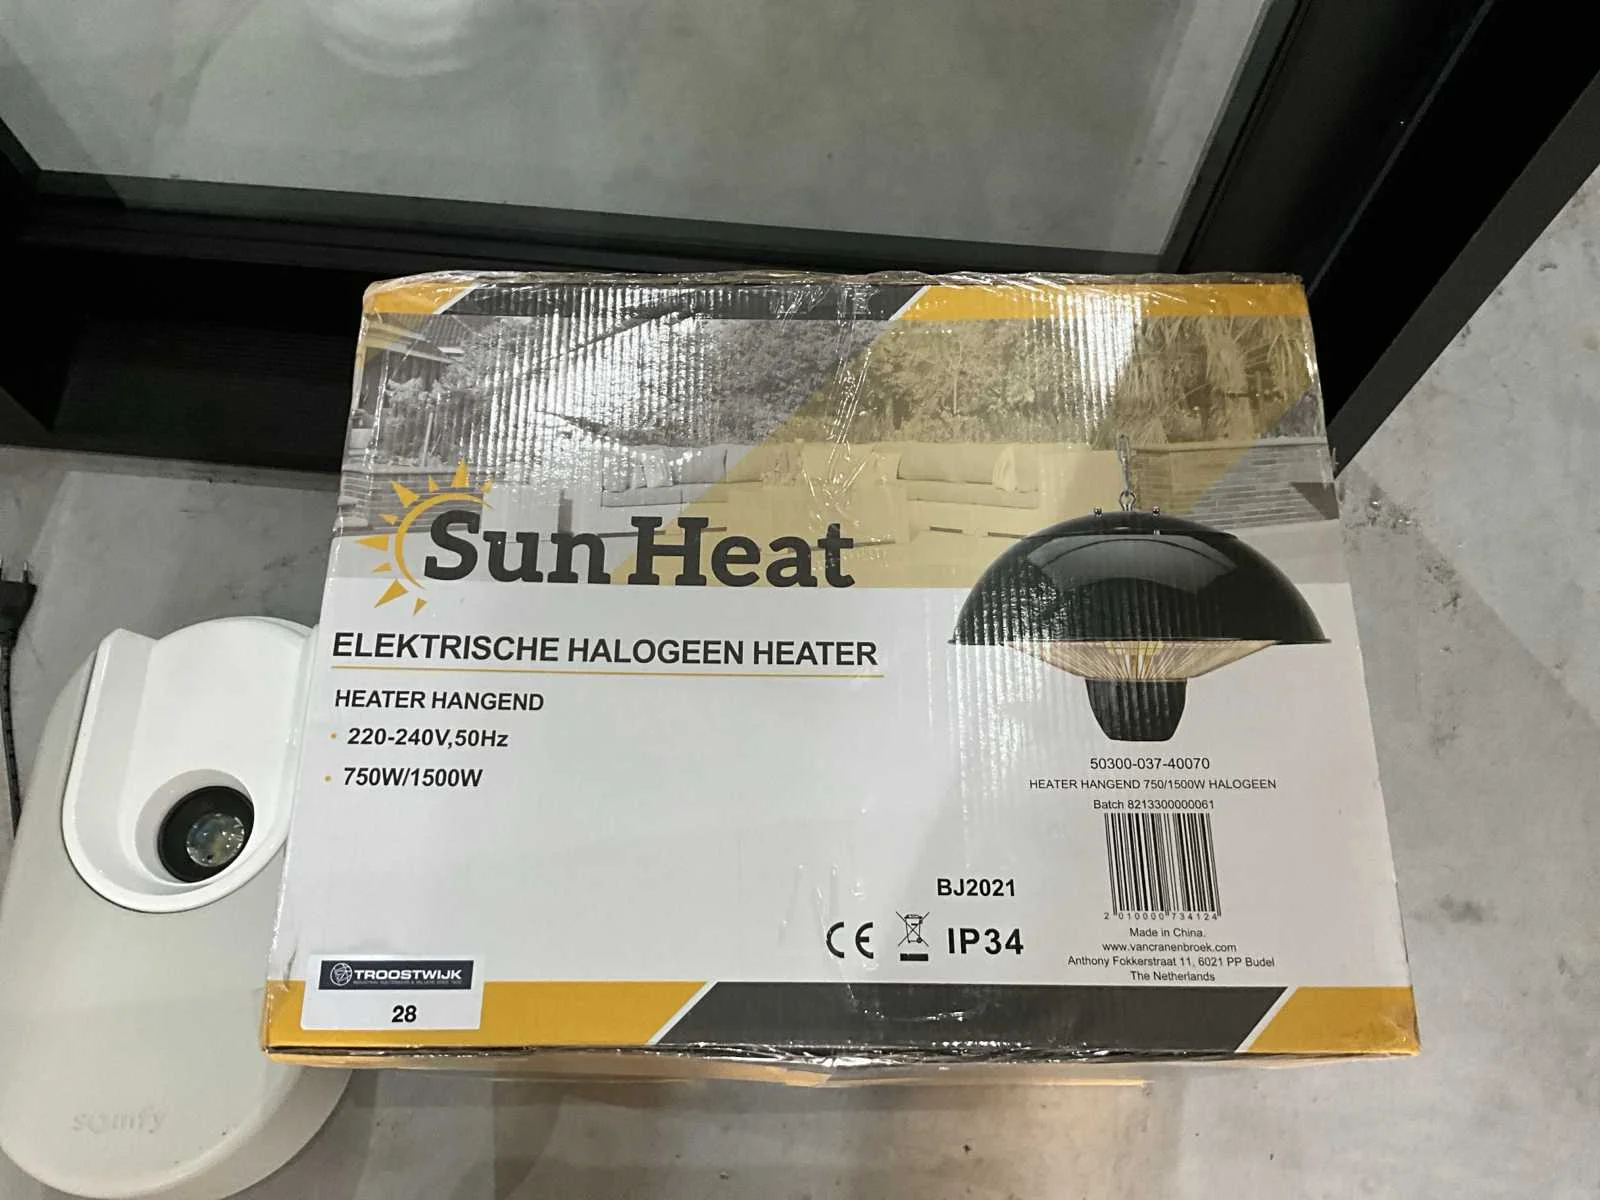 Sun Heat
ELEKTRISCHE HALOGEEN HEATER
HEATER HANGEND
• 220-240V,50Hz
• 750W/1500W
50300-037-40070
HEATER HANGEND 750/1500W HALOGEEN
Batch 8213300000061
2 010000 734124
BJ2021
CE IP34
Made in China.
www.vancranenbroek.com
Anthony Fokkerstraat 11, 6021 PP Budel
The Netherlands
TROOSTWIJK
28
somfy